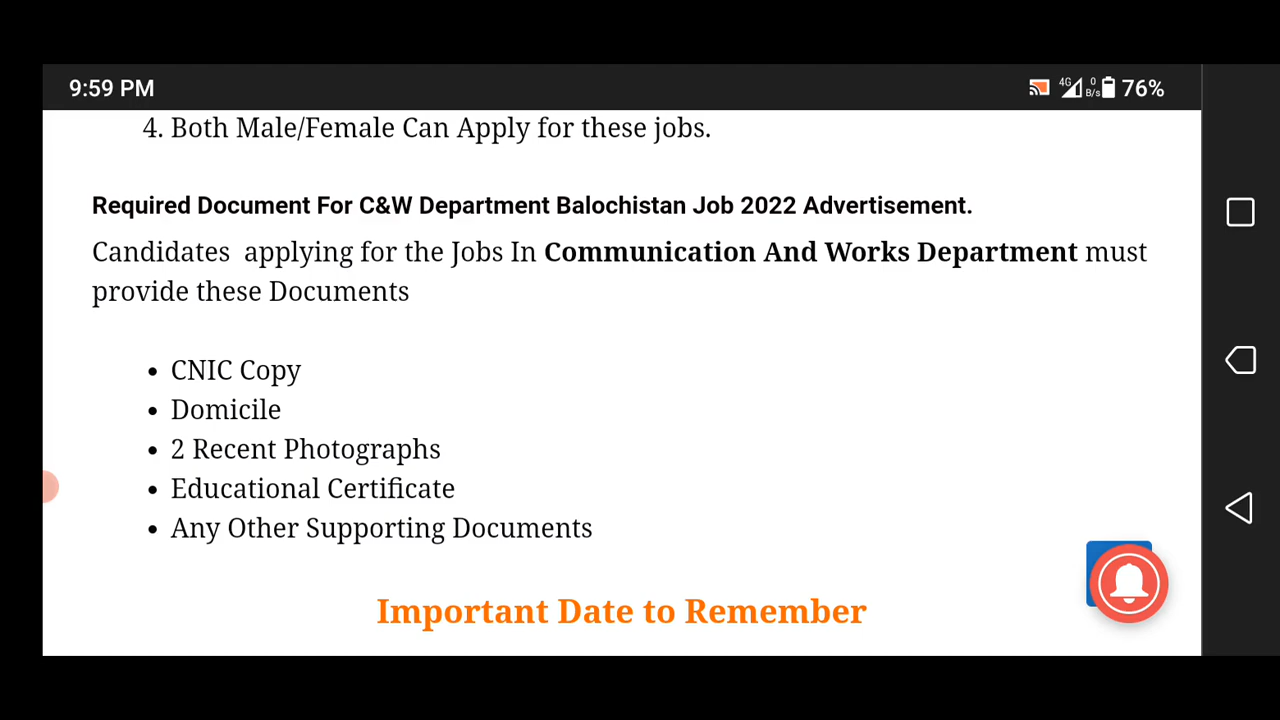 9:59 PM
4G
0
B/s
76%
4. Both Male/Female Can Apply for these jobs.
Required Document For C&W Department Balochistan Job 2022 Advertisement.
Candidates applying for the Jobs In Communication And Works Department must
provide these Documents
• CNIC Copy
• Domicile
• 2 Recent Photographs
• Educational Certificate
• Any Other Supporting Documents
Important Date to Remember